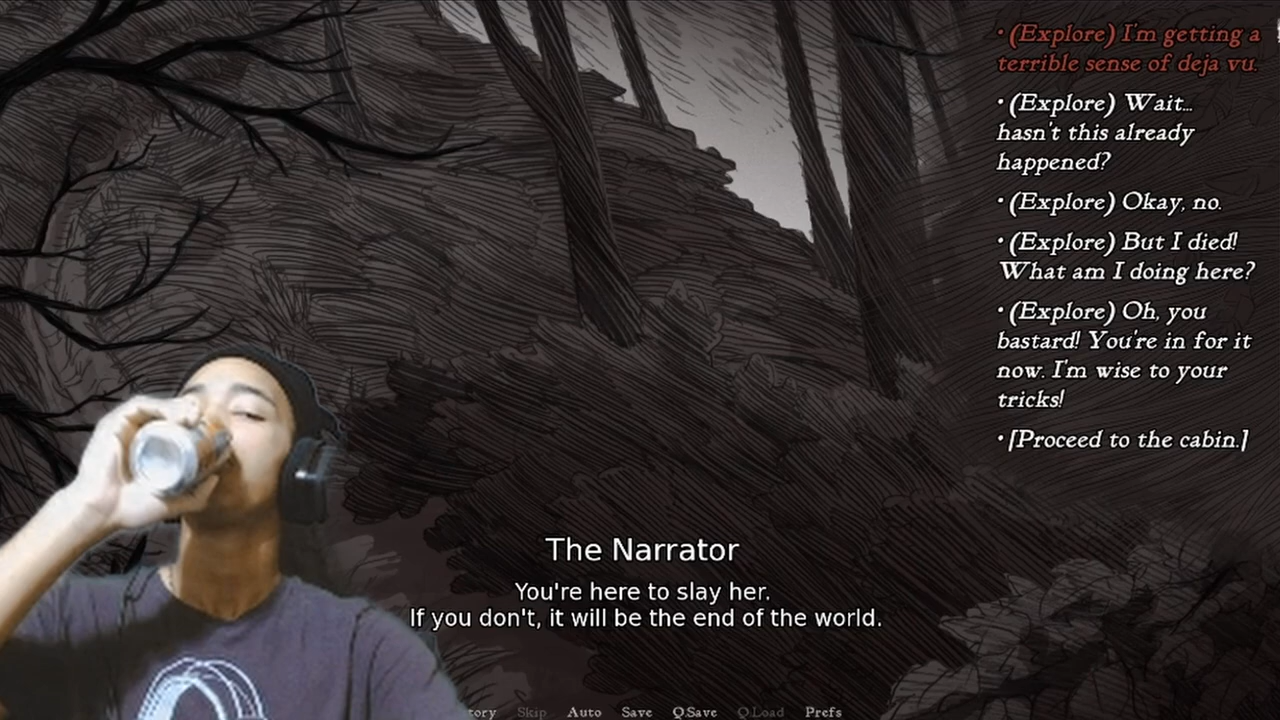 • (Explore) I'm getting a
terrible sense of deja vu.
• (Explore) Wait...
hasn't this already
happened?
• (Explore) Okay, no.
• (Explore) But I died!
What am I doing here?
• (Explore) Oh, you
bastard! You're in for it
now. I'm wise to your
tricks!
• [Proceed to the cabin.]
The Narrator
You're here to slay her.
If you don't, it will be the end of the world.
tory Skip Auto Save Q.Save Q.Load Prefs